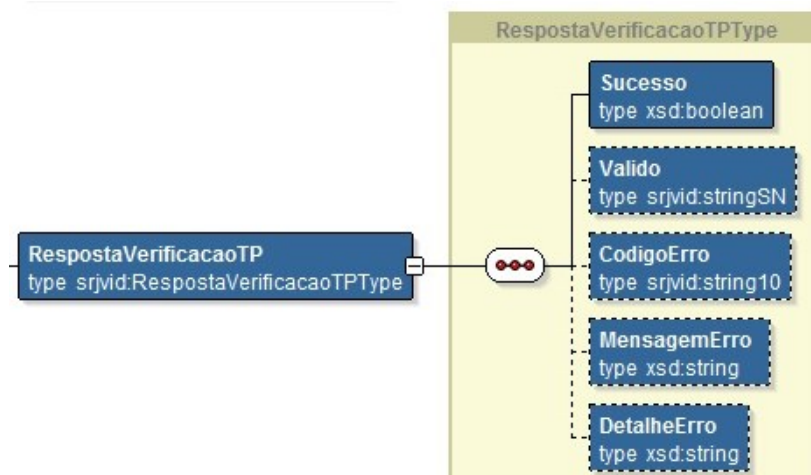 RespostaVerificacaoTPType
Sucesso
type xsd:boolean
Valido
type srjvid:stringSN
RespostaVerificacaoTP
type srjvid:RespostaVerificacaoTPType
CodigoErro
type srjvid:string10
MensagemErro
type xsd:string
DetalheErro
type xsd:string